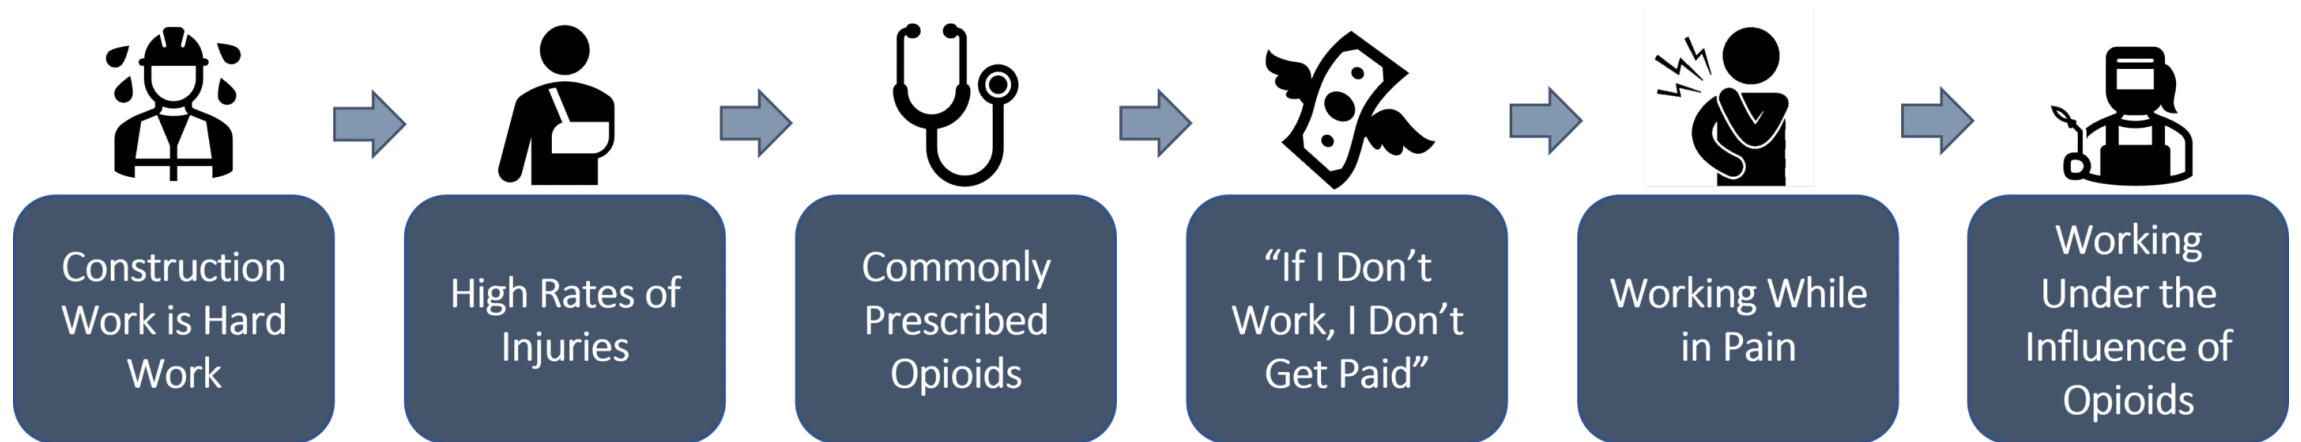 Construction
Work is Hard
Work
High Rates of
Injuries
Commonly
Prescribed
Opioids
“If I Don’t
Work, I Don’t
Get Paid”
Working While
in Pain
Working
Under the
Influence of
Opioids